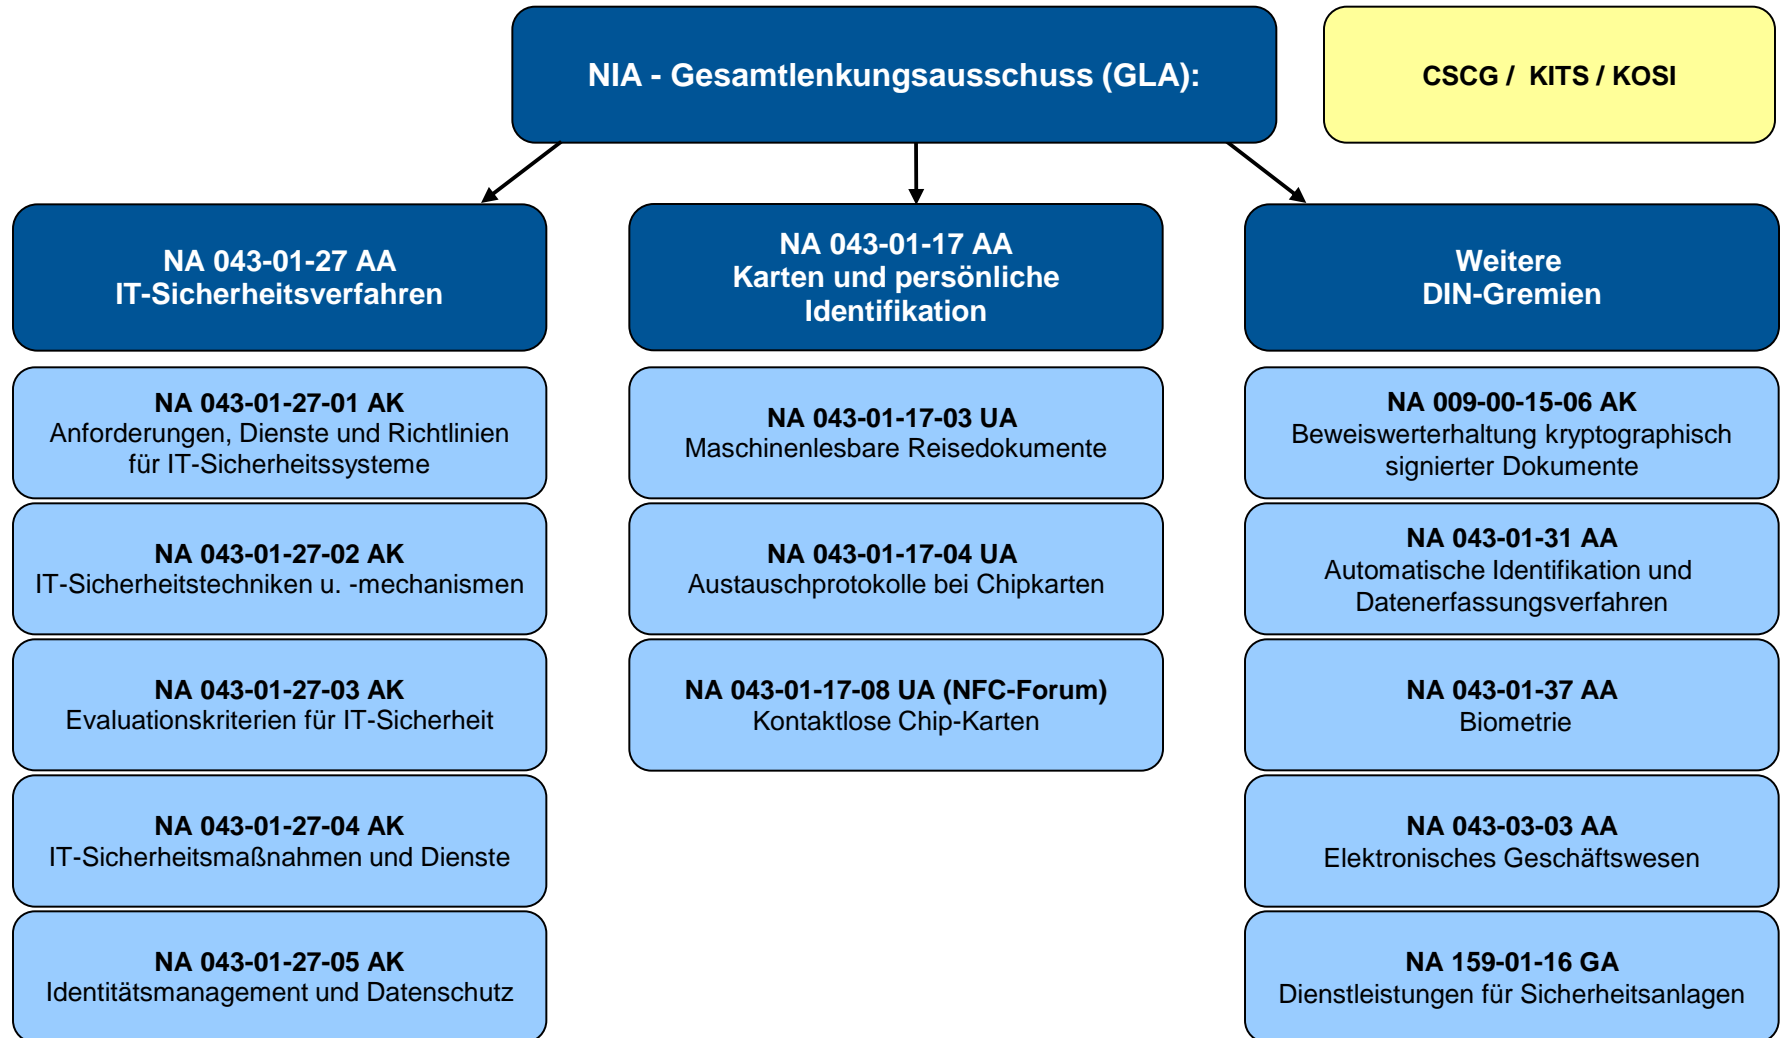 NIA - Gesamtlenkungsausschuss (GLA):
CSCG / KITS / KOSI
NA 043-01-27 AA
IT-Sicherheitsverfahren
NA 043-01-27-01 AK
Anforderungen, Dienste und Richtlinien
für IT-Sicherheitssysteme
NA 043-01-27-02 AK
IT-Sicherheitstechniken u. -mechanismen
NA 043-01-27-03 AK
Evaluationskriterien für IT-Sicherheit
NA 043-01-27-04 AK
IT-Sicherheitsmaßnahmen und Dienste
NA 043-01-27-05 AK
Identitätsmanagement und Datenschutz
NA 043-01-17 AA
Karten und persönliche
Identifikation
NA 043-01-17-03 UA
Maschinenlesbare Reisedokumente
NA 043-01-17-04 UA
Austauschprotokolle bei Chipkarten
NA 043-01-17-08 UA (NFC-Forum)
Kontaktlose Chip-Karten
Weitere
DIN-Gremien
NA 009-00-15-06 AK
Beweiswerterhaltung kryptographisch
signierter Dokumente
NA 043-01-31 AA
Automatische Identifikation und
Datenerfassungsverfahren
NA 043-01-37 AA
Biometrie
NA 043-03-03 AA
Elektronisches Geschäftswesen
NA 159-01-16 GA
Dienstleistungen für Sicherheitsanlagen